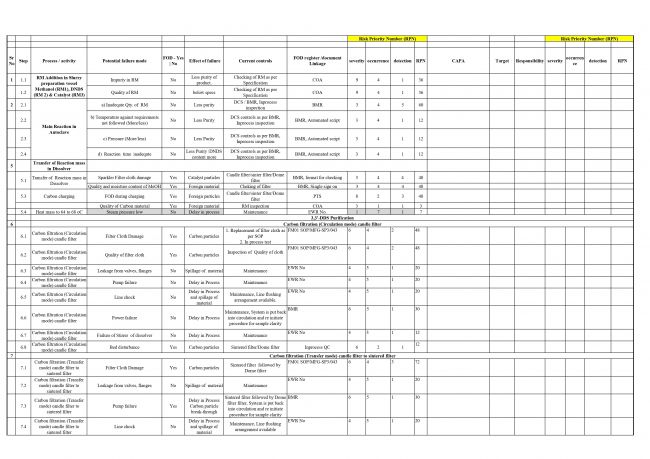 Risk Priority Number (RPN) Risk Priority Number (RPN)
Sr No Step Process / activity Potential failure mode FOD - Yes / No Effect of failure Current controls FOD register /document Linkage severity occurrence detection RPN CAPA Target Responsibility severity occurrence detection RPN
1 1.1 RM Addition in Slurry preparation vessel Methanol (RM1), DNDS (RM 2) & Catalyst (RM3) Impurity in RM No Less purity of product Checking of RM as per Specification COA 9 4 1 36
1.2 Quality of RM No below specs Checking of RM as per Specification COA 9 4 1 36
2 2.1 Main Reaction in Autoclave a) Inadequate Qty. of RM No Less purity DCS / BMR, Inprocess inspection BMR 3 4 5 60
2.2 b) Temperature against requirements not followed (More/less) No Less Purity DCS controls as per BMR, Inprocess inspection BMR, Automated script 3 4 1 12
2.3 c) Pressure (More/less) No Less Purity DCS controls as per BMR, Inprocess inspection BMR, Automated script 3 4 1 12
2.4 d) Reaction time inadequate No Less Purity /DNDS content more DCS controls as per BMR, Inprocess inspection BMR, Automated script 3 4 1 12
5 Transfer of Reaction mass in Dissolver
5.1 Transfer of Reaction mass in Dissolver Sparkler Filter cloth damage Yes Catalyst particles Candle filter/sinter filter/Dome filter BMR, format for checking 3 4 4 48
Quality and moisture content of MeOH Yes Foreign material Clothing of filter BMR, Single sign on 3 4 4 48
5.3 Carbon charging FOD during charging Yes Foreign material Candle filter/sinter filter/Dome filter PTS 8 2 3 48
Quality of Carbon material Yes Foreign material RM inspection COA 3 1 1 3
5.4 Heat mass to 64 to 68 oC Steam pressure low No Delay in process Maintenance EWR No. 1 7 1 7
3,3'-DDS Purification
6 Carbon filtration (Circulation mode) candle filter
6.1 Carbon filtration (Circulation mode) candle filter Filter Cloth Damage Yes Carbon particles 1. Replacement of filter cloth as per SOP 2. In process test FM01 SOP/MFG-SP3/043 6 4 2 48
6.2 Carbon filtration (Circulation mode) candle filter Quality of filter cloth Yes Carbon particles Inspection of Quality of cloth FM01 SOP/MFG-SP3/043 6 4 2 48
6.3 Carbon filtration (Circulation mode) candle filter Leakage from valves, flanges No Spillage of material Maintenance EWR No 4 5 1 20
6.4 Carbon filtration (Circulation mode) candle filter Pump failure No Delay in Process Maintenance EWR No 4 5 1 20
6.5 Carbon filtration (Circulation mode) candle filter Line chock No Delay in Process and spillage of material Maintenance, Line flushing arrangement available. EWR No 4 5 1 20
6.6 Carbon filtration (Circulation mode) candle filter Power failure No Delay in Process Maintenance, System is put back into circulation and re initiate procedure for sample clarity BMR 6 5 1 30
6.7 Carbon filtration (Circulation mode) candle filter Failure of Stirrer of dissolver No Delay in Process Maintenance EWR No 4 3 1 12
6.8 Carbon filtration (Circulation mode) candle filter Bed disturbance Yes Carbon particles Sintered filter/Dome filter Inprocess QC 6 2 1 12
7 Carbon filtration (Transfer mode) candle filter to sintered filter
7.1 Carbon filtration (Transfer mode) candle filter to sintered filter Filter Cloth Damage Yes Carbon particles Sintered filter followed by Dome filter FM01 SOP/MFG-SP3/043 6 4 3 72
7.2 Carbon filtration (Transfer mode) candle filter to sintered filter Leakage from valves, flanges No Spillage of material Maintenance EWR No 4 5 1 20
7.3 Carbon filtration (Transfer mode) candle filter to sintered filter Pump failure Yes Delay in Process Carbon particle break-through Sintered filter followed by Dome filter filter, System is put back into circulation and re initiate procedure for sample clarity BMR 6 5 1 30
7.4 Carbon filtration (Transfer mode) candle filter to sintered filter Line chock No Delay in Process and spillage of material Maintenance, Line flushing arrangement available EWR No 4 5 1 20